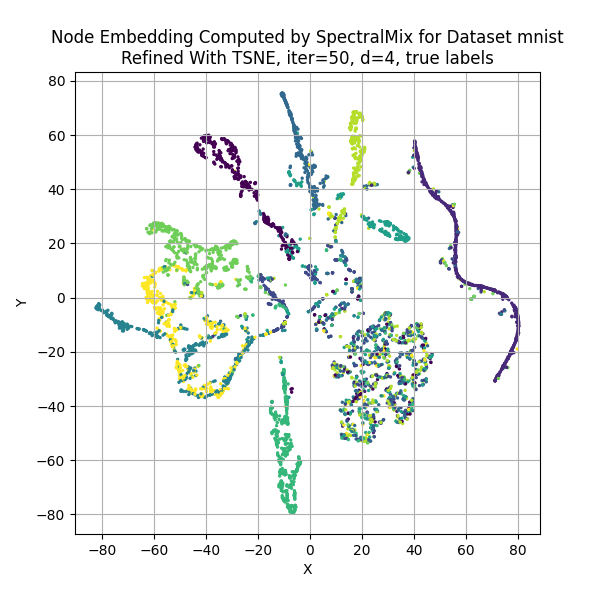 Node Embedding Computed by SpectralMix for Dataset mnist
Refined With TSNE, iter=50, d=4, true labels
80
60
40
20
0
−20
−40
−60
−80
Y
−80 −60 −40 −20 0 20 40 60 80
X